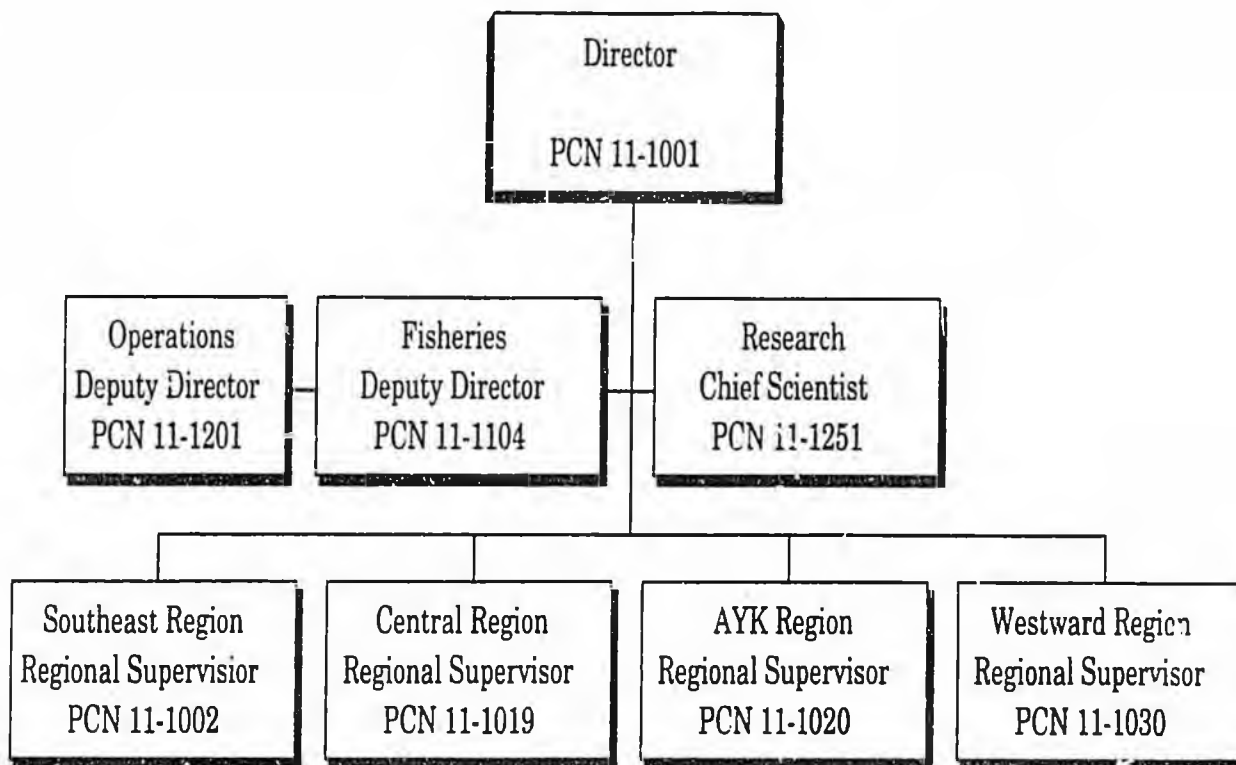 Director
PCN 11-1001
Operations
Deputy Director
PCN 11-1201
Fisheries
Deputy Director
PCN 11-1104
Research
Chief Scientist
PCN 11-1251
Southeast Region
Regional Supervisior
PCN 11-1002
Central Region
Regional Supervisor
PCN 11-1019
AYK Region
Regional Supervisor
PCN 11-1020
Westward Region
Regional Supervisor
PCN 11-1030